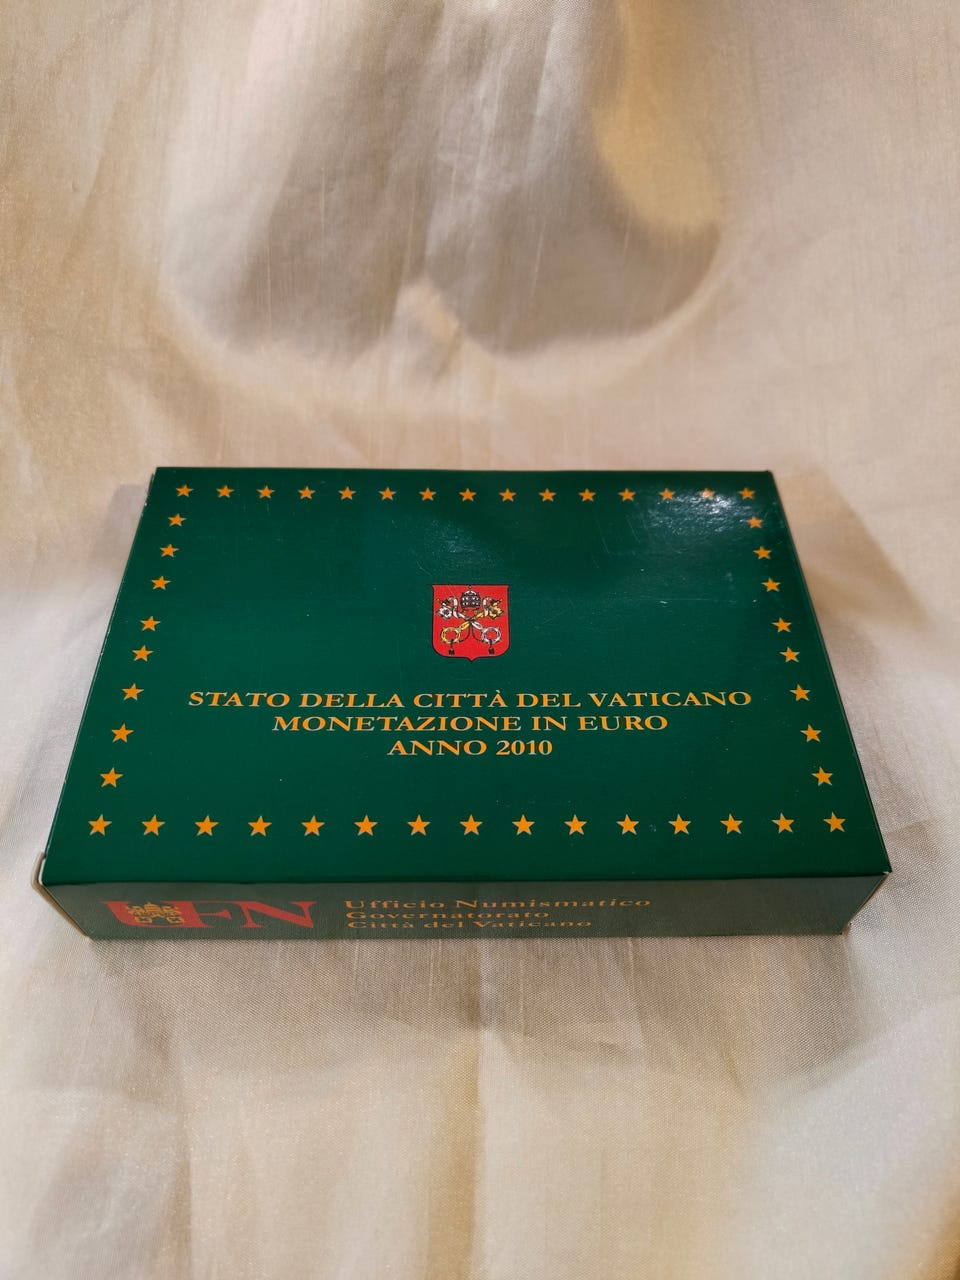 STATO DELLA CITTÀ DEL VATICANO
MONETAZIONE IN EURO
ANNO 2010
UFN
Ufficio Numismatico
Governatorato
Città del Vaticano